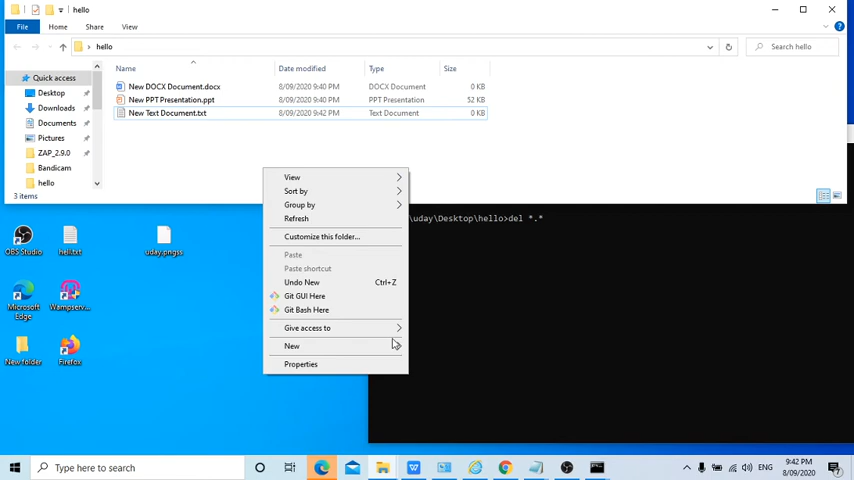 hello
File Home Share View
hello
Search hello
Name Date modified Type Size
Quick access
Desktop
Downloads
Documents
Pictures
ZAP_2.9.0
Bandicam
hello
New DOCX Document.docx 8/09/2020 9:40 PM DOCX Document 0 KB
New PPT Presentation.ppt 8/09/2020 9:40 PM PPT Presentation 52 KB
New Text Document.txt 8/09/2020 9:42 PM Text Document 0 KB
3 items
View
Sort by
Group by
Refresh
Customize this folder...
Paste
Paste shortcut
Undo New Ctrl+Z
Git GUI Here
Git Bash Here
Give access to
New
Properties
\uday\Desktop\hello>del *.*
OBS Studio
uday.pngss
Microsoft
Edge
Wampserv...
New folder
Firefox
Type here to search
ENG
9:42 PM
8/09/2020
7